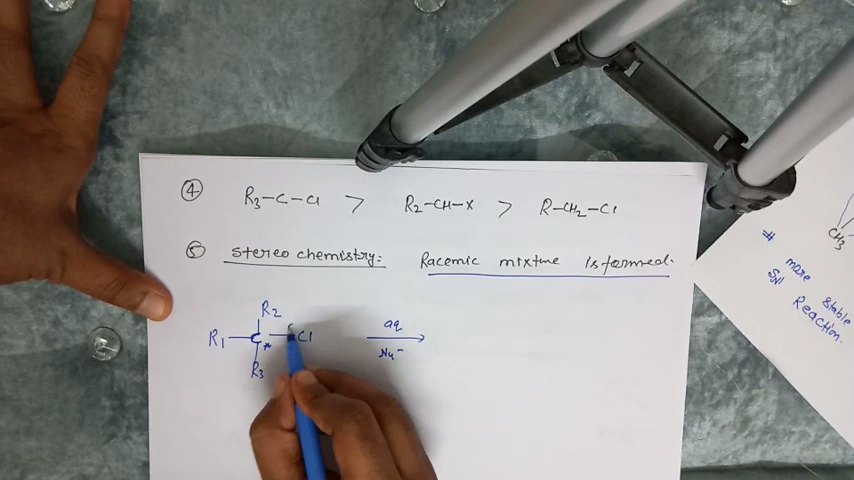 ④ R₃-C-Cl > R₂-CH-X > R-CH₂-Cl
⑤ stereo chemistry: Racemic mixture is formed.
R₂
R₁ C* Cl
R₃
aq
Nu⁻
CH₃
# more stable
SN1 Reaction.